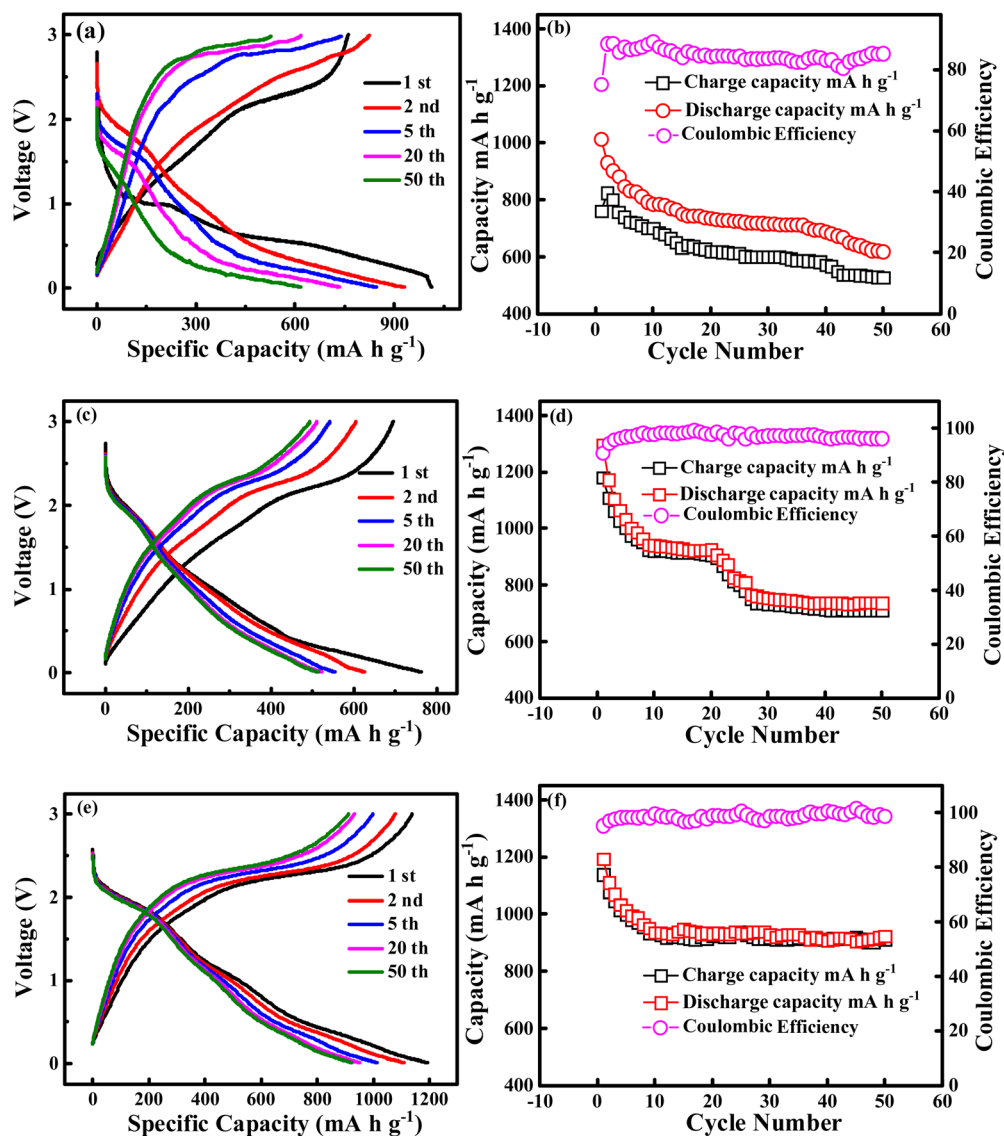 (a)
1 st
2 nd
5 th
20 th
50 th
3
2
1
0
Voltage (V)
0 300 600 900
Specific Capacity (mA h g-1)
(b)
Charge capacity mA h g-1
Discharge capacity mA h g-1
Coulombic Efficiency
1400
1200
1000
800
600
400
Capacity mA h g-1
80
60
40
20
0
Coulombic Efficiency
-10 0 10 20 30 40 50 60
Cycle Number
(c)
1 st
2 nd
5 th
20 th
50 th
3
2
1
0
Voltage (V)
0 200 400 600 800
Specific Capacity (mA h g-1)
(d)
Charge capacity mA h g-1
Discharge capacity mA h g-1
Coulombic Efficiency
1400
1200
1000
800
600
400
Capacity (mA h g-1)
100
80
60
40
20
0
Coulombic Efficiency
-10 0 10 20 30 40 50 60
Cycle Number
(e)
1 st
2 nd
5 th
20 th
50 th
3
2
1
0
Voltage (V)
0 200 400 600 800 1000 1200
Specific Capacity (mA h g-1)
(f)
Charge capacity mA h g-1
Discharge capacity mA h g-1
Coulombic Efficiency
1400
1200
1000
800
600
400
Capacity (mA h g-1)
100
80
60
40
20
0
Coulombic Efficiency
-10 0 10 20 30 40 50 60
Cycle Number